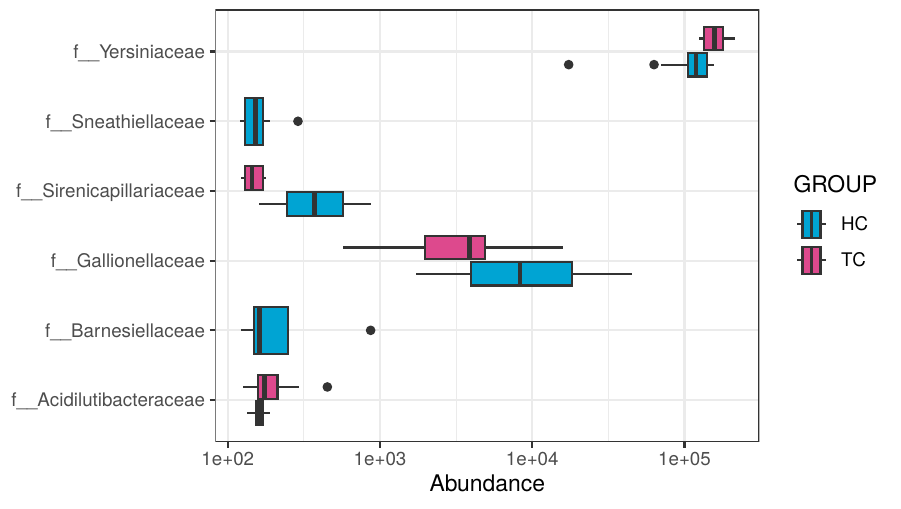 f__Yersiniaceae
f__Sneathiellaceae
f__Sirenicapillariaceae
f__Gallionellaceae
f__Barnesiellaceae
f__Acidilutibacteraceae
1e+02 1e+03 1e+04 1e+05
Abundance
GROUP
HC
TC